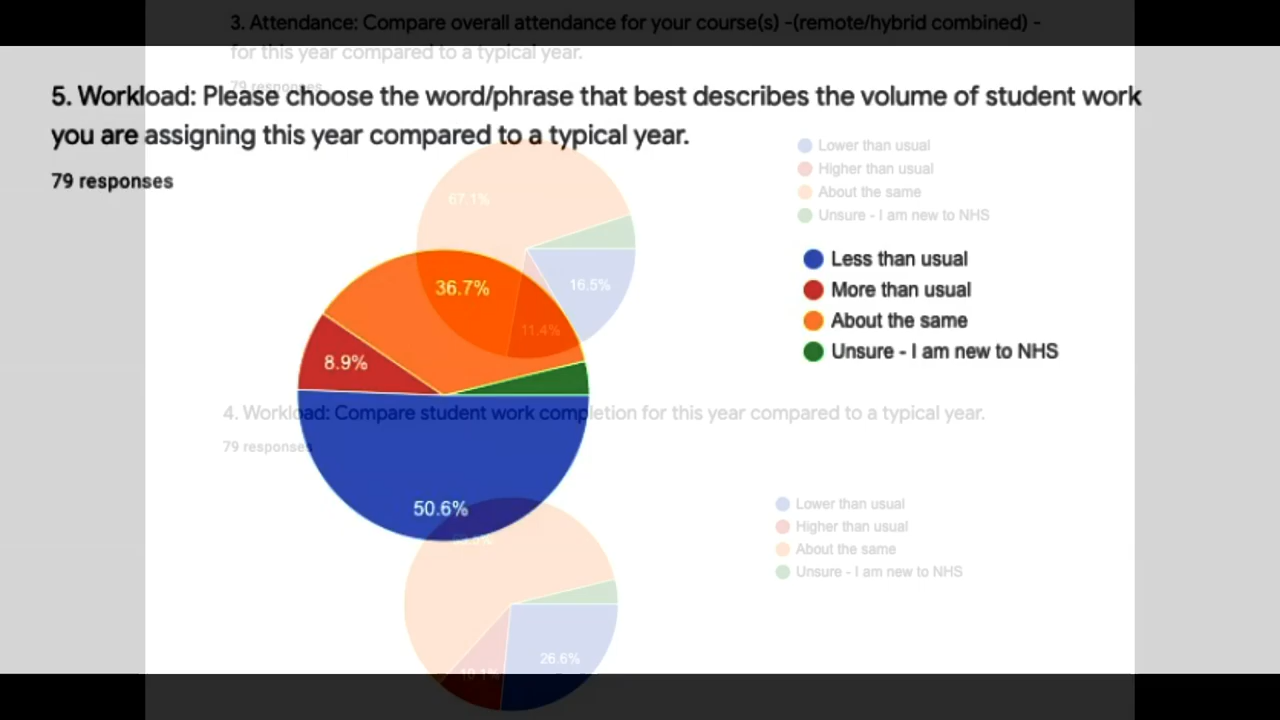 3. Attendance: Compare overall attendance for your course(s) -(remote/hybrid combined) -
for this year compared to a typical year.
79 responses
5. Workload: Please choose the word/phrase that best describes the volume of student work
you are assigning this year compared to a typical year.
79 responses
Lower than usual
Higher than usual
About the same
Unsure - I am new to NHS
67.1%
16.5%
11.4%
Less than usual
More than usual
About the same
Unsure - I am new to NHS
36.7%
8.9%
50.6%
4. Workload: Compare student work completion for this year compared to a typical year.
79 responses
Lower than usual
Higher than usual
About the same
Unsure - I am new to NHS
26.6%
10.1%